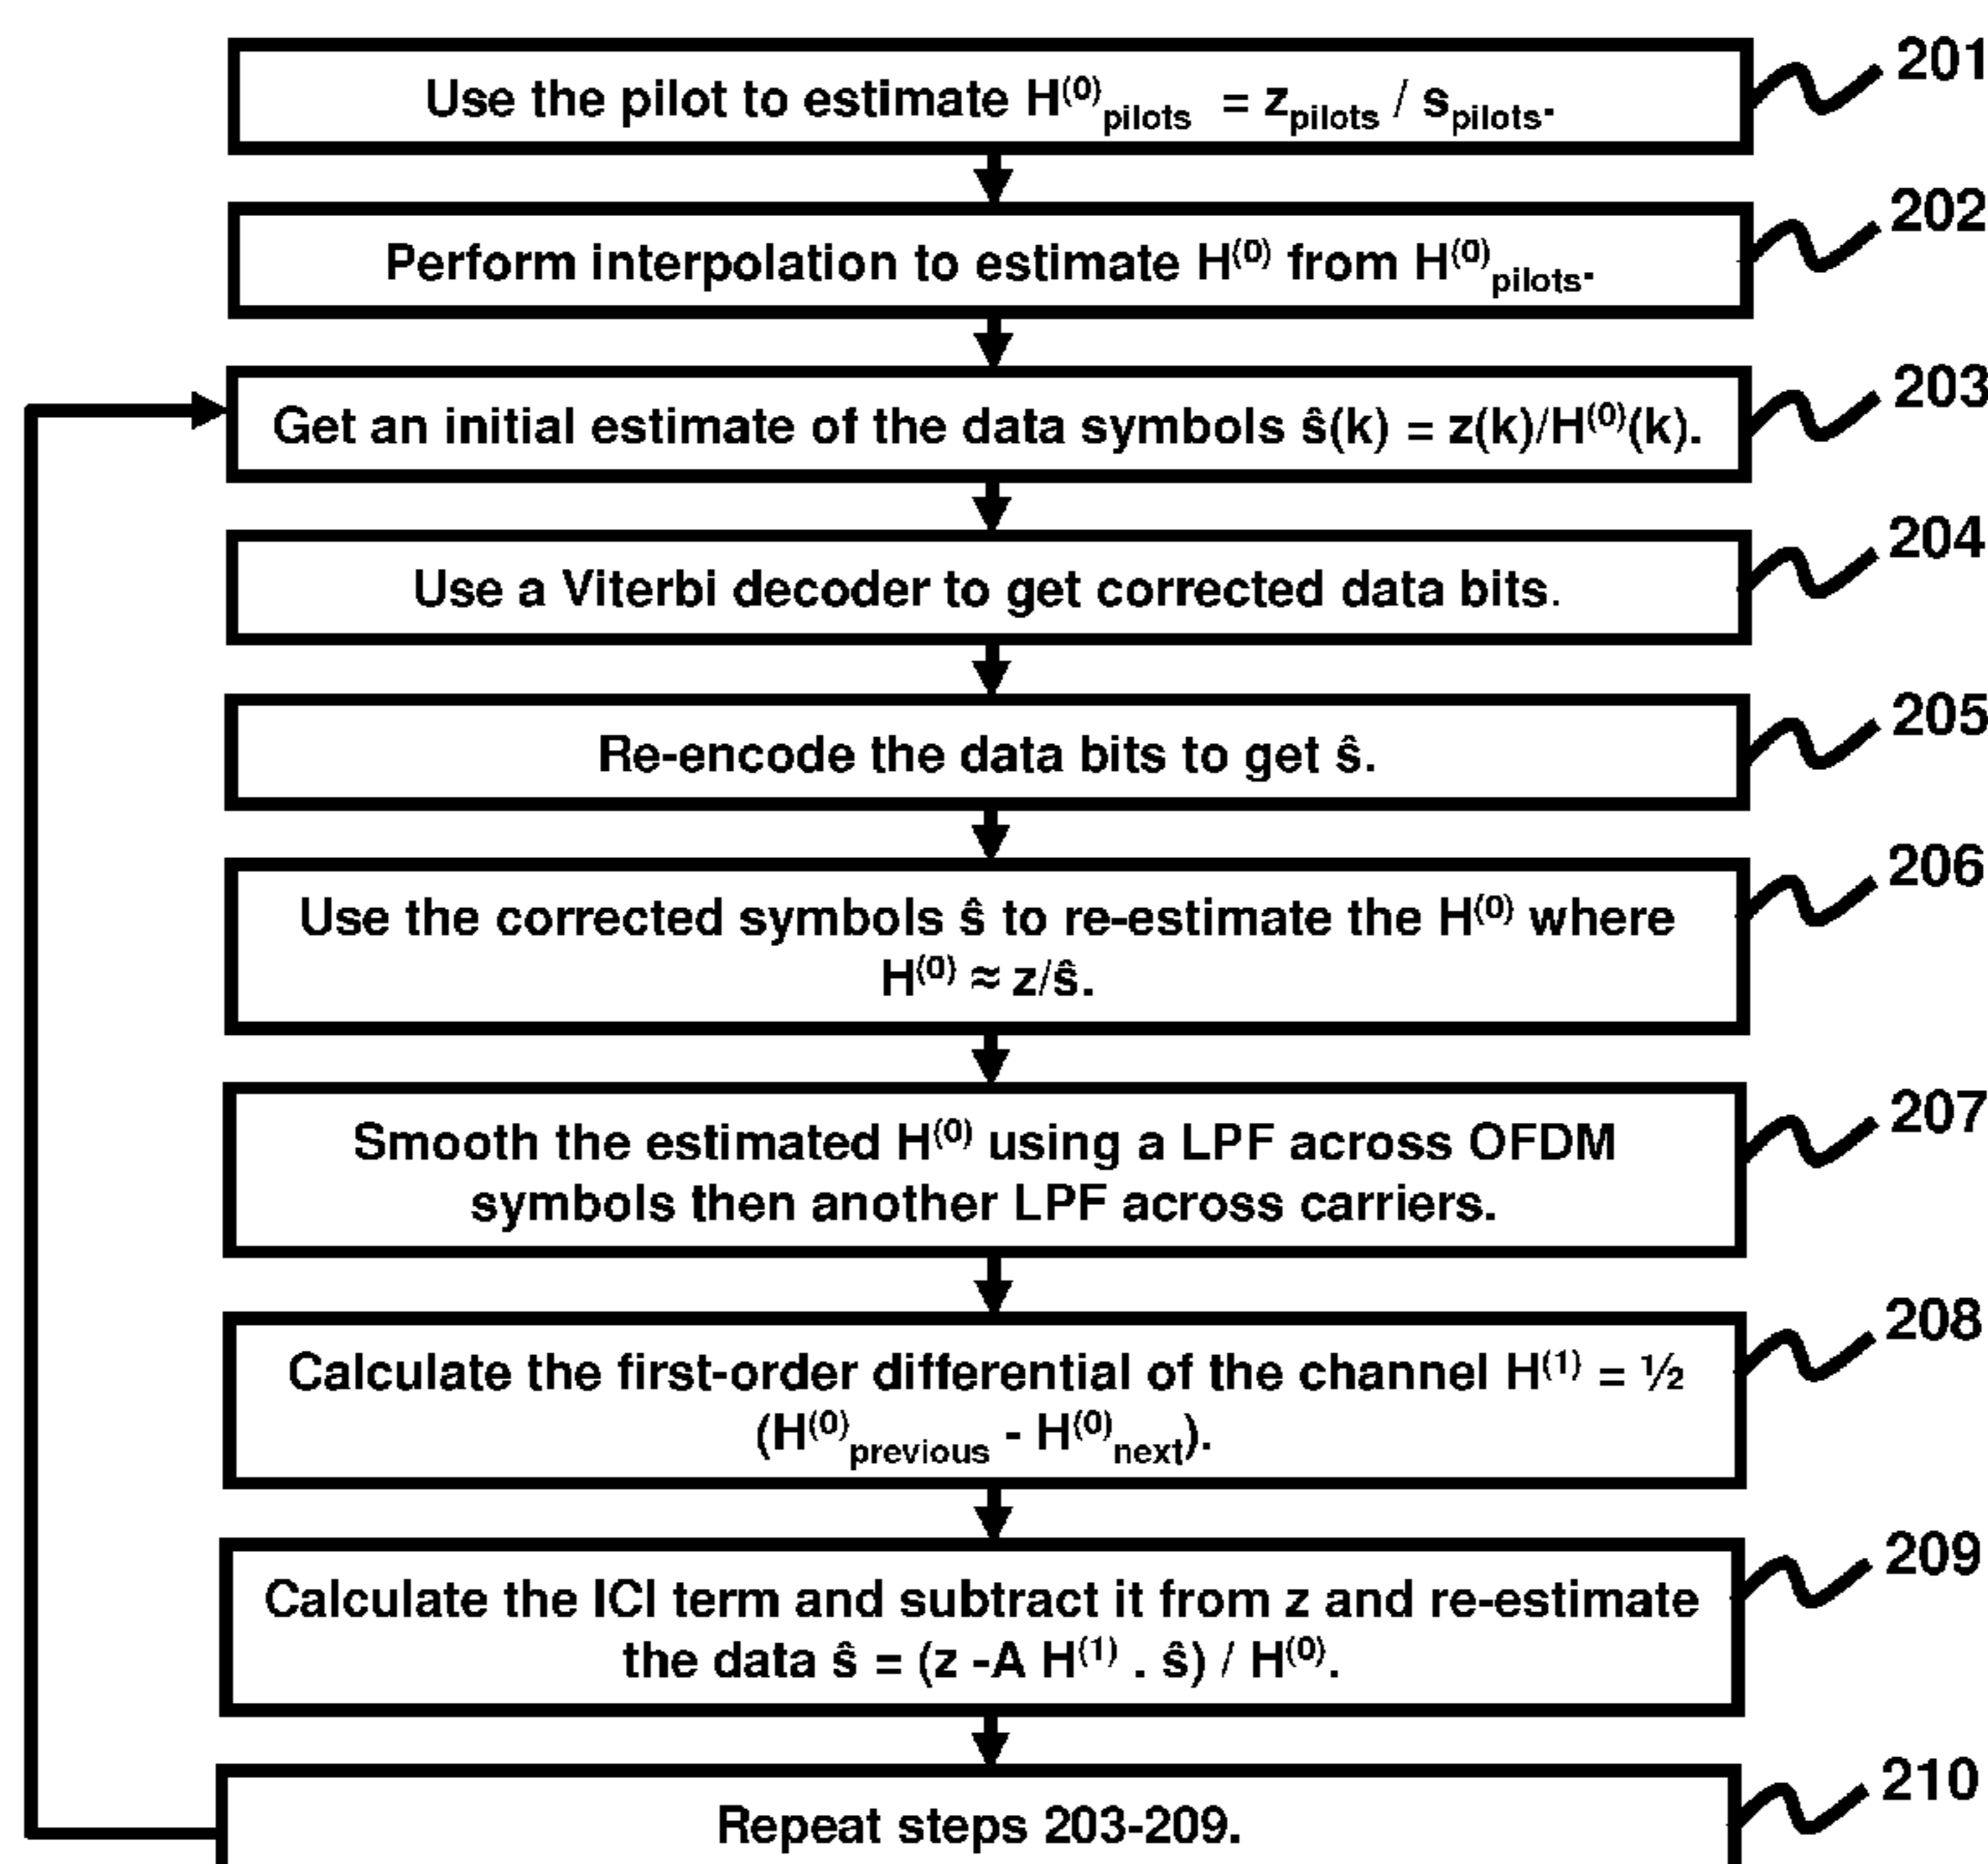 Use the pilot to estimate H⁽⁰⁾pilots = zpilots / spilots.
201
Perform interpolation to estimate H⁽⁰⁾ from H⁽⁰⁾pilots.
202
Get an initial estimate of the data symbols ŝ(k) = z(k)/H⁽⁰⁾(k).
203
Use a Viterbi decoder to get corrected data bits.
204
Re-encode the data bits to get ŝ.
205
Use the corrected symbols ŝ to re-estimate the H⁽⁰⁾ where
H⁽⁰⁾ ≈ z/ŝ.
206
Smooth the estimated H⁽⁰⁾ using a LPF across OFDM
symbols then another LPF across carriers.
207
Calculate the first-order differential of the channel H⁽¹⁾ = ½
(H⁽⁰⁾previous - H⁽⁰⁾next).
208
Calculate the ICI term and subtract it from z and re-estimate
the data ŝ = (z -A H⁽¹⁾ . ŝ) / H⁽⁰⁾.
209
Repeat steps 203-209.
210